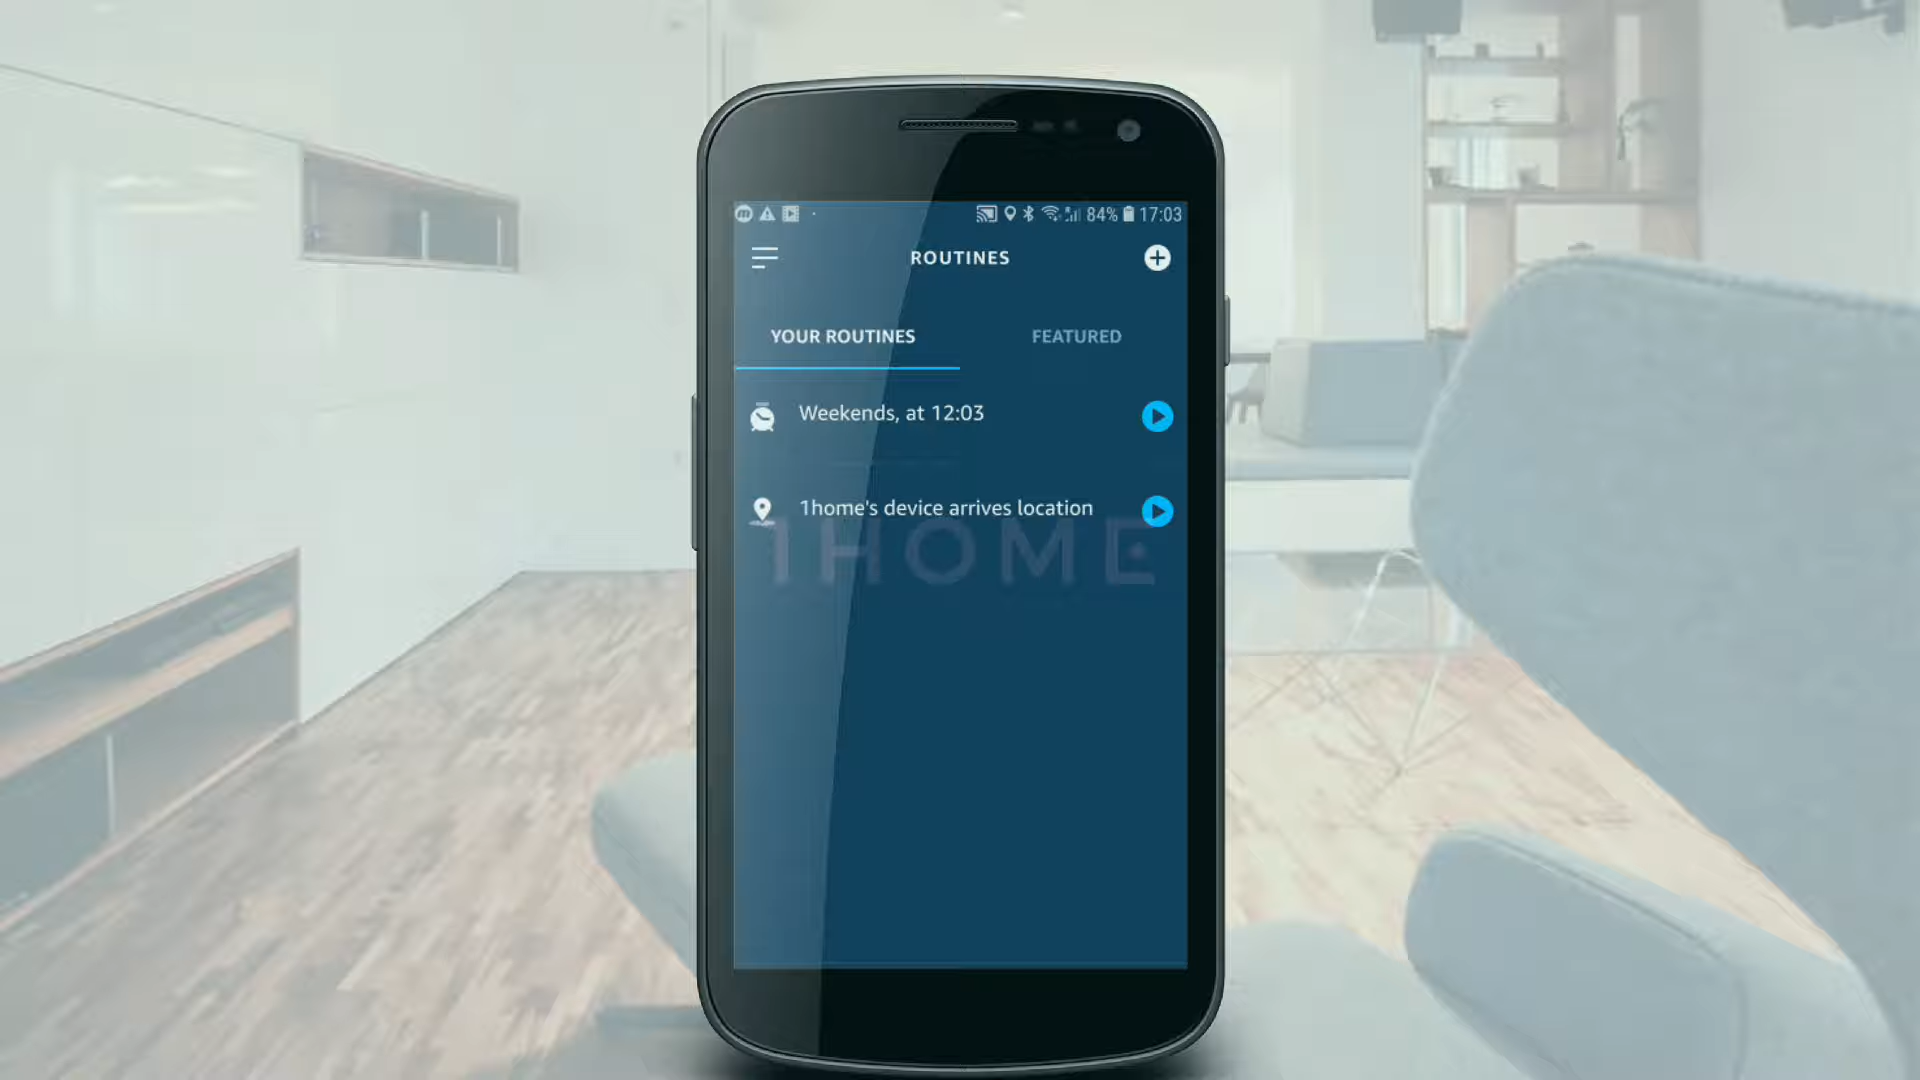 84% 17:03
ROUTINES
YOUR ROUTINES FEATURED
Weekends, at 12:03
1home's device arrives location
1HOME